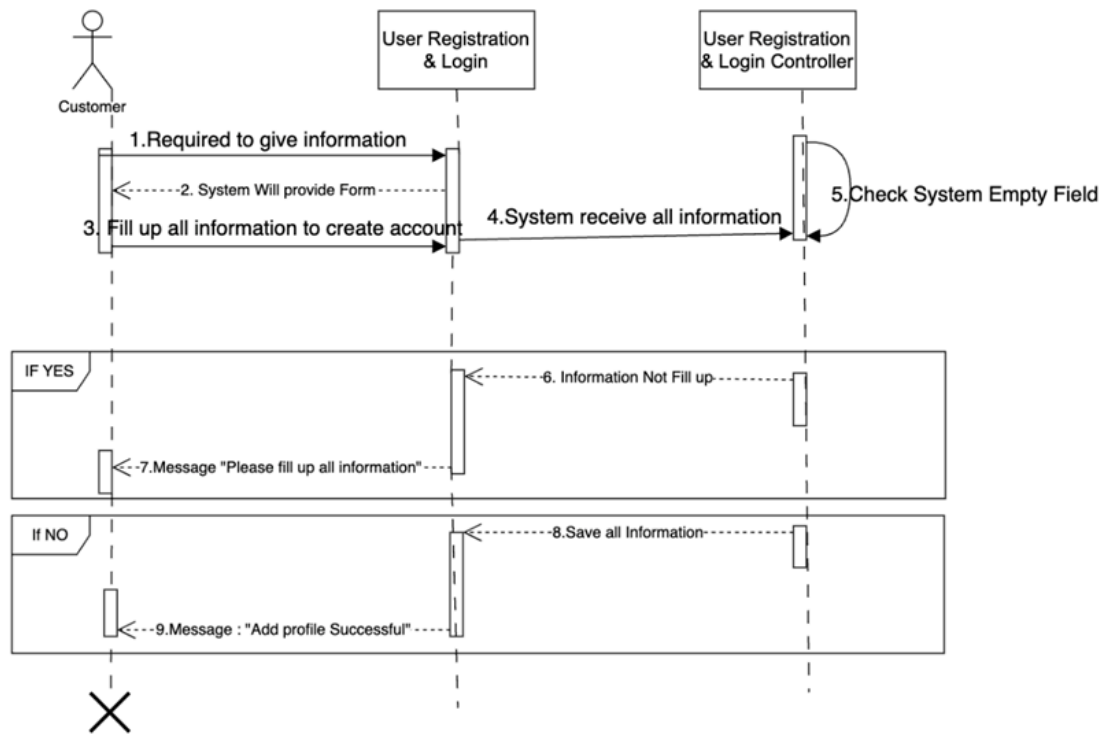 User Registration
& Login
User Registration
& Login Controller
Customer
1.Required to give information
2. System Will provide Form
3. Fill up all information to create account
4.System receive all information
5.Check System Empty Field
IF YES
6. Information Not Fill up
7.Message "Please fill up all information"
If NO
8.Save all Information
9.Message : "Add profile Successful"